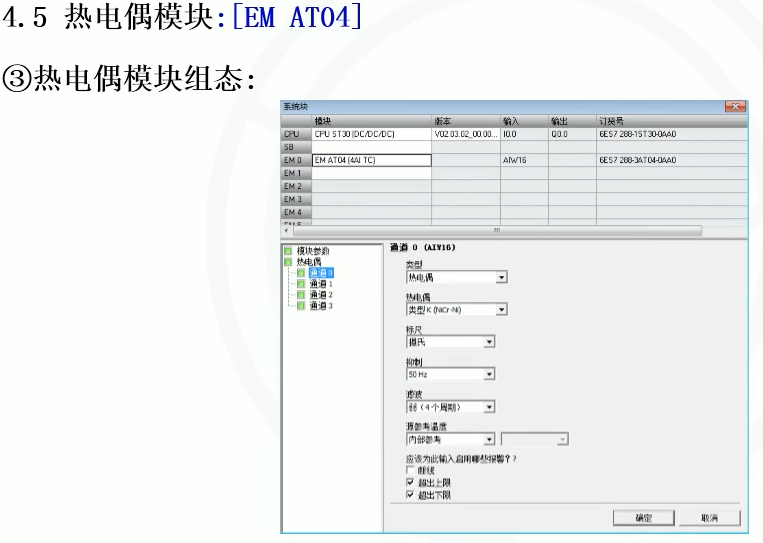 4.5 热电偶模块:[EM AT04]
③热电偶模块组态:
系统块
模块 版本 输入 输出 订货号
CPU CPU ST30 (DC/DC/DC) V02.03.02_00.00... I0.0 Q0.0 6ES7 288-1ST30-0AA0
SB
EM 0 EM AT04 (4AI TC) AIW16 6ES7 288-3AT04-0AA0
EM 1
EM 2
EM 3
EM 4
EM 5
模块参数
热电偶
通道 0
通道 1
通道 2
通道 3
通道 0 (AIW16)
类型
热电偶
热电偶
类型 K (NiCr-Ni)
标尺
摄氏
抑制
50 Hz
滤波
弱（4 个周期）
源参考温度
内部参考
应该为此输入启用哪些报警？?
断线
超出上限
超出下限
确定 取消